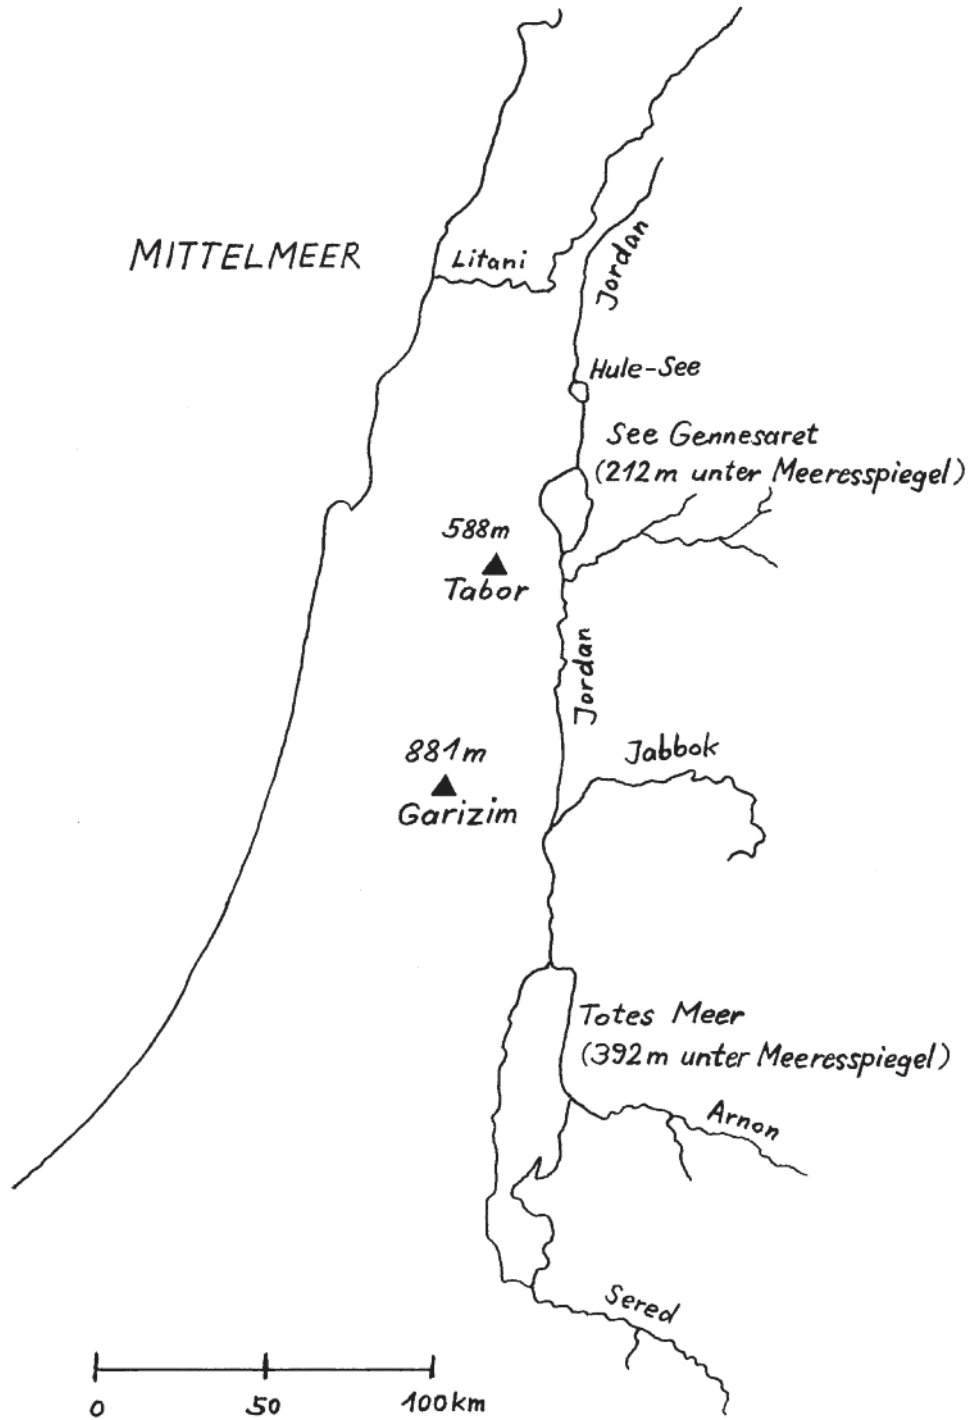 MITTELMEER
Litani
Jordan
Hule-See
See Gennesaret
(212m unter Meeresspiegel)
588m
Tabor
Jordan
881m
Garizim
Jabbok
Totes Meer
(392m unter Meeresspiegel)
Arnon
Sered
0 50 100km